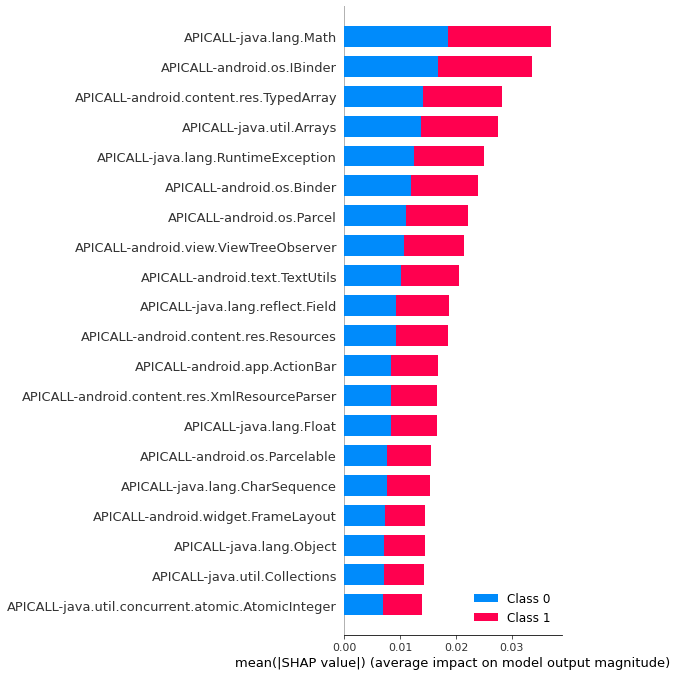 APICALL-java.lang.Math
APICALL-android.os.IBinder
APICALL-android.content.res.TypedArray
APICALL-java.util.Arrays
APICALL-java.lang.RuntimeException
APICALL-android.os.Binder
APICALL-android.os.Parcel
APICALL-android.view.ViewTreeObserver
APICALL-android.text.TextUtils
APICALL-java.lang.reflect.Field
APICALL-android.content.res.Resources
APICALL-android.app.ActionBar
APICALL-android.content.res.XmlResourceParser
APICALL-java.lang.Float
APICALL-android.os.Parcelable
APICALL-java.lang.CharSequence
APICALL-android.widget.FrameLayout
APICALL-java.lang.Object
APICALL-java.util.Collections
APICALL-java.util.concurrent.atomic.AtomicInteger
Class 0
Class 1
0.00 0.01 0.02 0.03
mean(|SHAP value|) (average impact on model output magnitude)